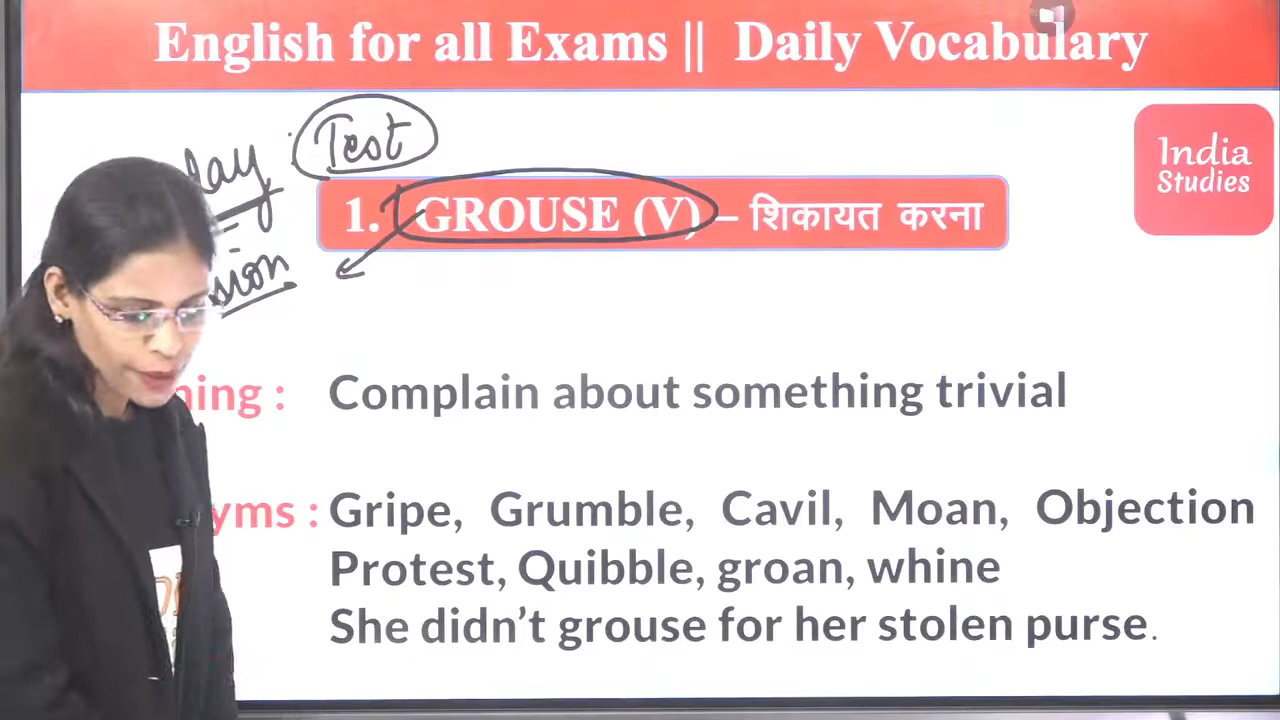 English for all Exams || Daily Vocabulary
Test
India
Studies
1. GROUSE (V) – शिकायत करना
Complain about something trivial
Gripe, Grumble, Cavil, Moan, Objection
Protest, Quibble, groan, whine
She didn't grouse for her stolen purse.